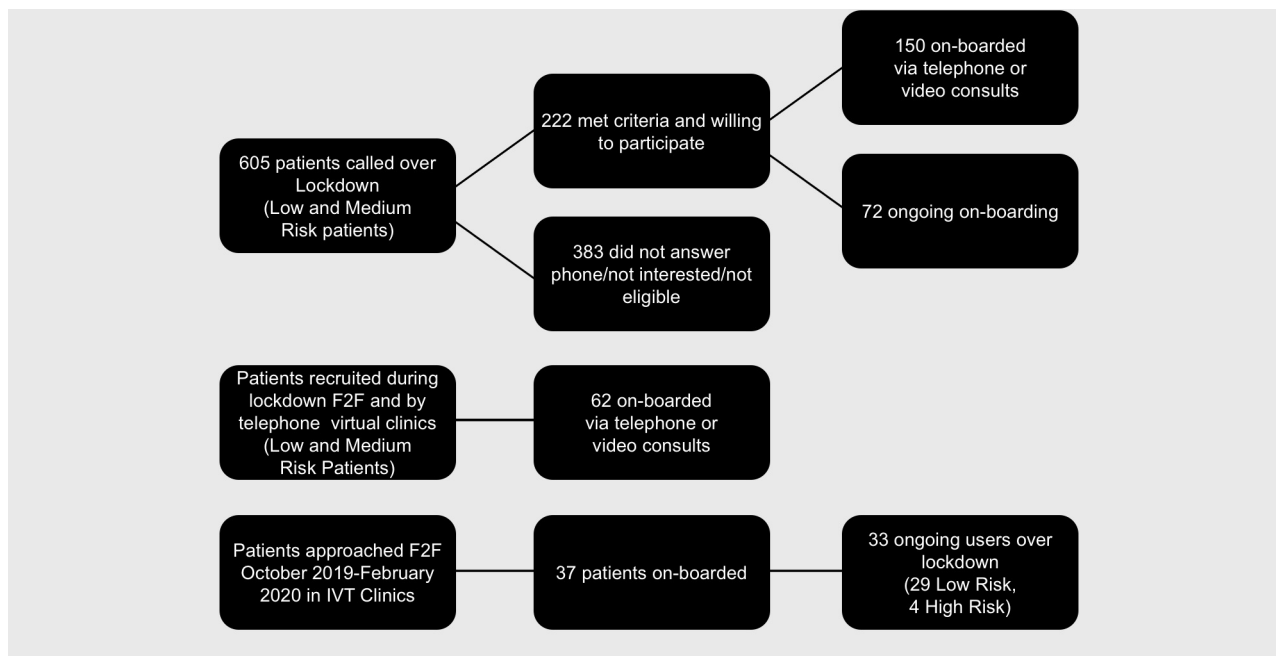 605 patients called over
Lockdown
(Low and Medium
Risk patients)
222 met criteria and willing
to participate
383 did not answer
phone/not interested/not
eligible
150 on-boarded
via telephone or
video consults
72 ongoing on-boarding
Patients recruited during
lockdown F2F and by
telephone virtual clinics
(Low and Medium
Risk Patients)
62 on-boarded
via telephone or
video consults
Patients approached F2F
October 2019-February
2020 in IVT Clinics
37 patients on-boarded
33 ongoing users over
lockdown
(29 Low Risk,
4 High Risk)